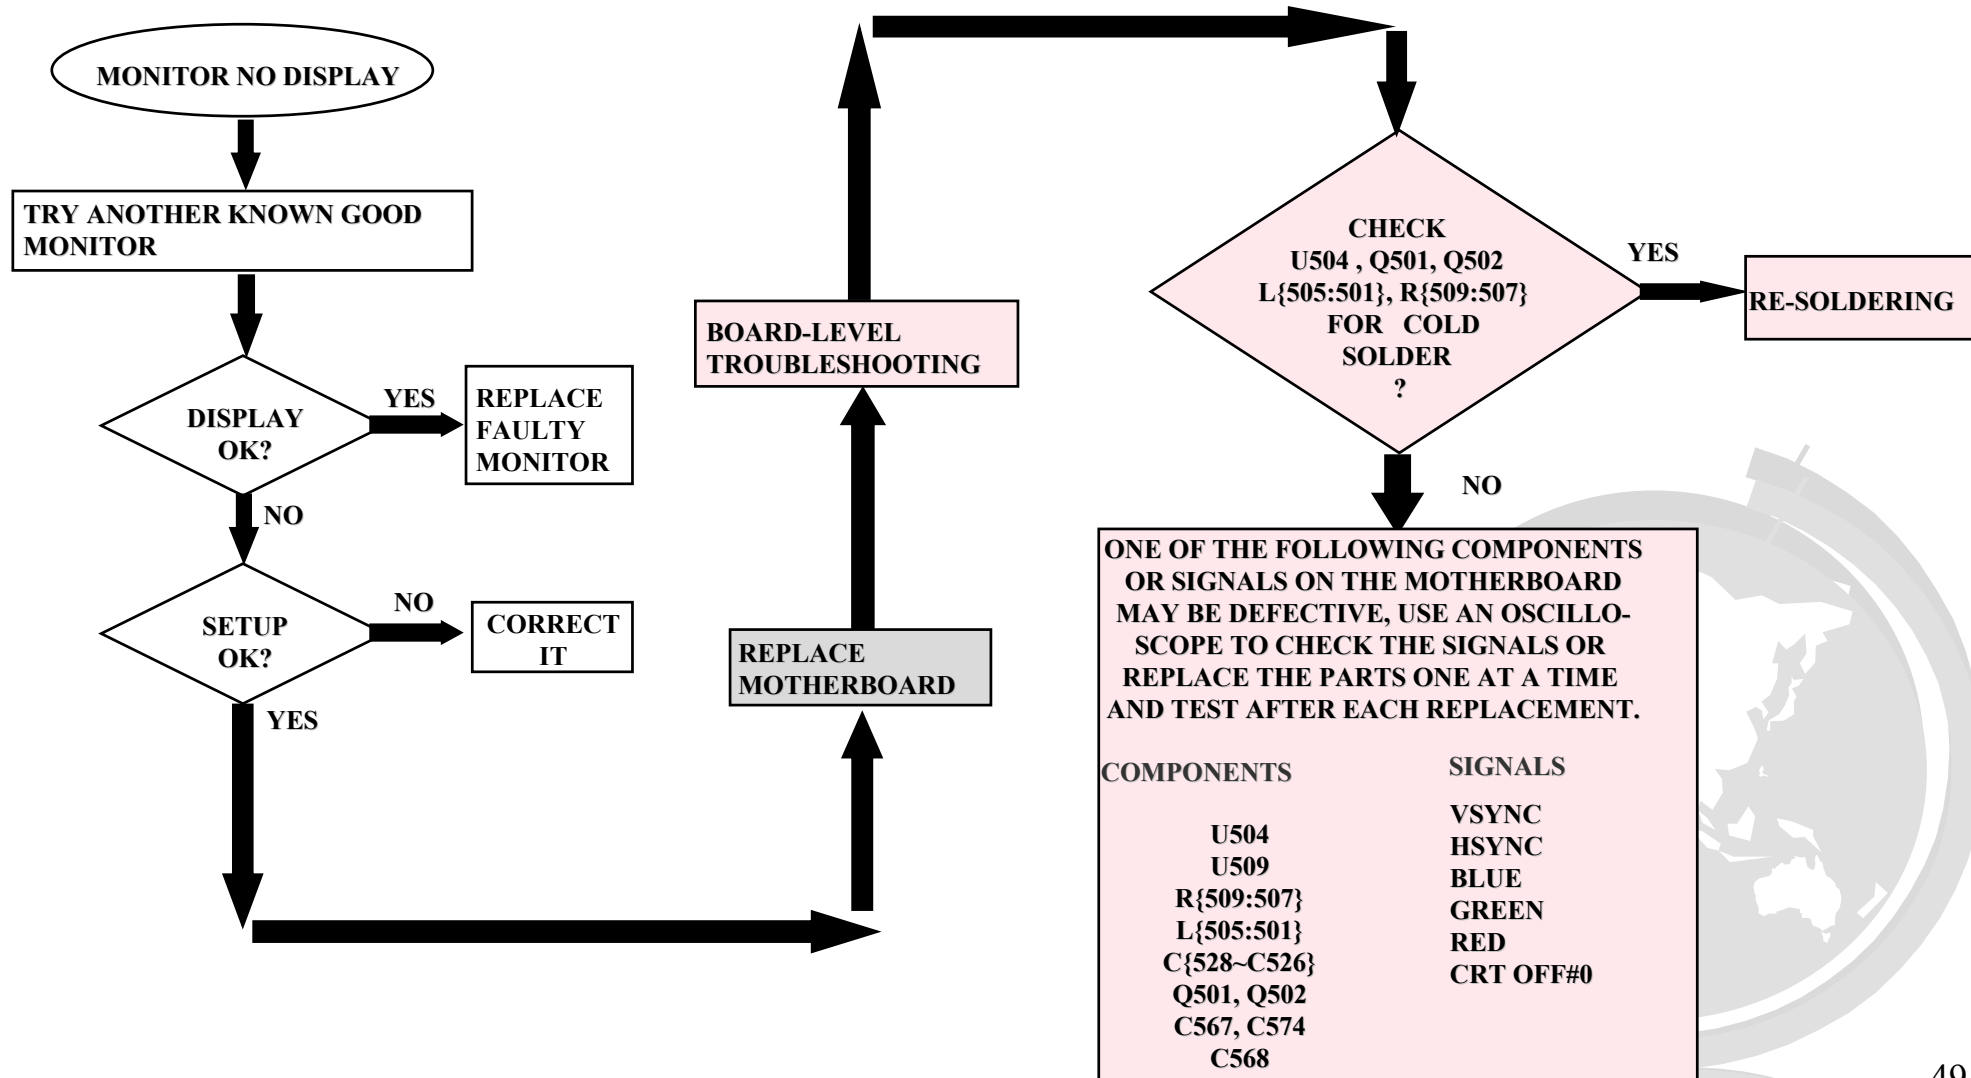 MONITOR NO DISPLAY
TRY ANOTHER KNOWN GOOD
MONITOR
DISPLAY
OK?
YES
REPLACE
FAULTY
MONITOR
NO
SETUP
OK?
NO
CORRECT
IT
YES
REPLACE
MOTHERBOARD
BOARD-LEVEL
TROUBLESHOOTING
CHECK
U504 , Q501, Q502
L{505:501}, R{509:507}
FOR COLD
SOLDER
?
YES
RE-SOLDERING
NO
ONE OF THE FOLLOWING COMPONENTS
OR SIGNALS ON THE MOTHERBOARD
MAY BE DEFECTIVE, USE AN OSCILLO-
SCOPE TO CHECK THE SIGNALS OR
REPLACE THE PARTS ONE AT A TIME
AND TEST AFTER EACH REPLACEMENT.
COMPONENTS
U504
U509
R{509:507}
L{505:501}
C{528~C526}
Q501, Q502
C567, C574
C568
SIGNALS
VSYNC
HSYNC
BLUE
GREEN
RED
CRT OFF#0
49